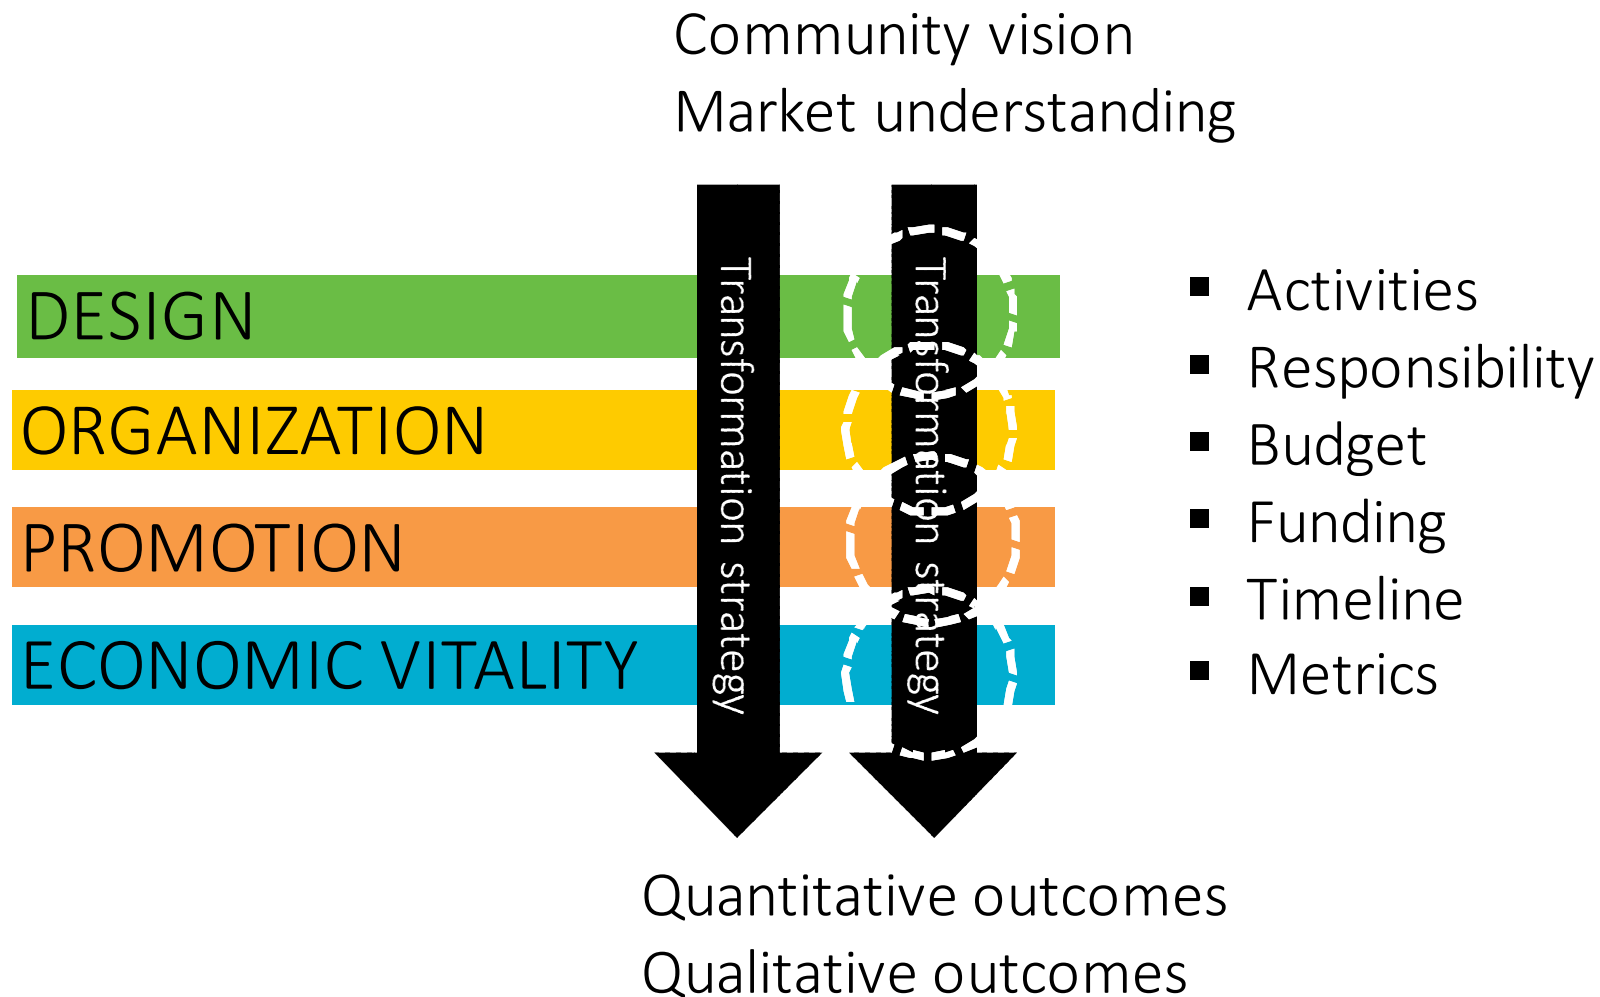 Community vision
Market understanding
Transformation strategy
Transformation strategy
DESIGN
ORGANIZATION
PROMOTION
ECONOMIC VITALITY
▪ Activities
▪ Responsibility
▪ Budget
▪ Funding
▪ Timeline
▪ Metrics
Quantitative outcomes
Qualitative outcomes